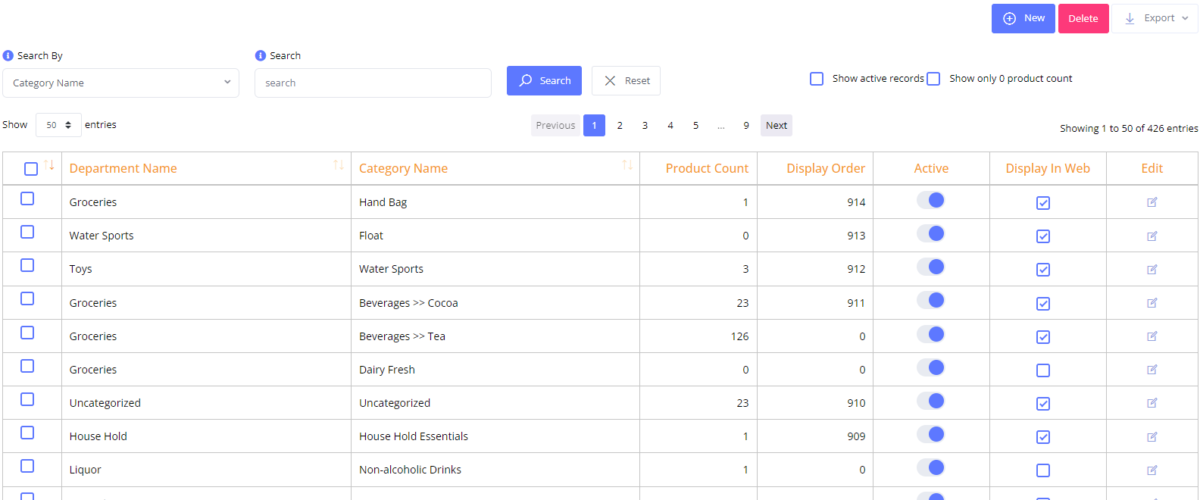 New Delete Export
Search By Search
Category Name search Search Reset Show active records Show only 0 product count
Show 50 entries Previous 1 2 3 4 5 ... 9 Next Showing 1 to 50 of 426 entries
Department Name Category Name Product Count Display Order Active Display In Web Edit
Groceries Hand Bag 1 914
Water Sports Float 0 913
Toys Water Sports 3 912
Groceries Beverages >> Cocoa 23 911
Groceries Beverages >> Tea 126 0
Groceries Dairy Fresh 0 0
Uncategorized Uncategorized 23 910
House Hold House Hold Essentials 1 909
Liquor Non-alcoholic Drinks 1 0